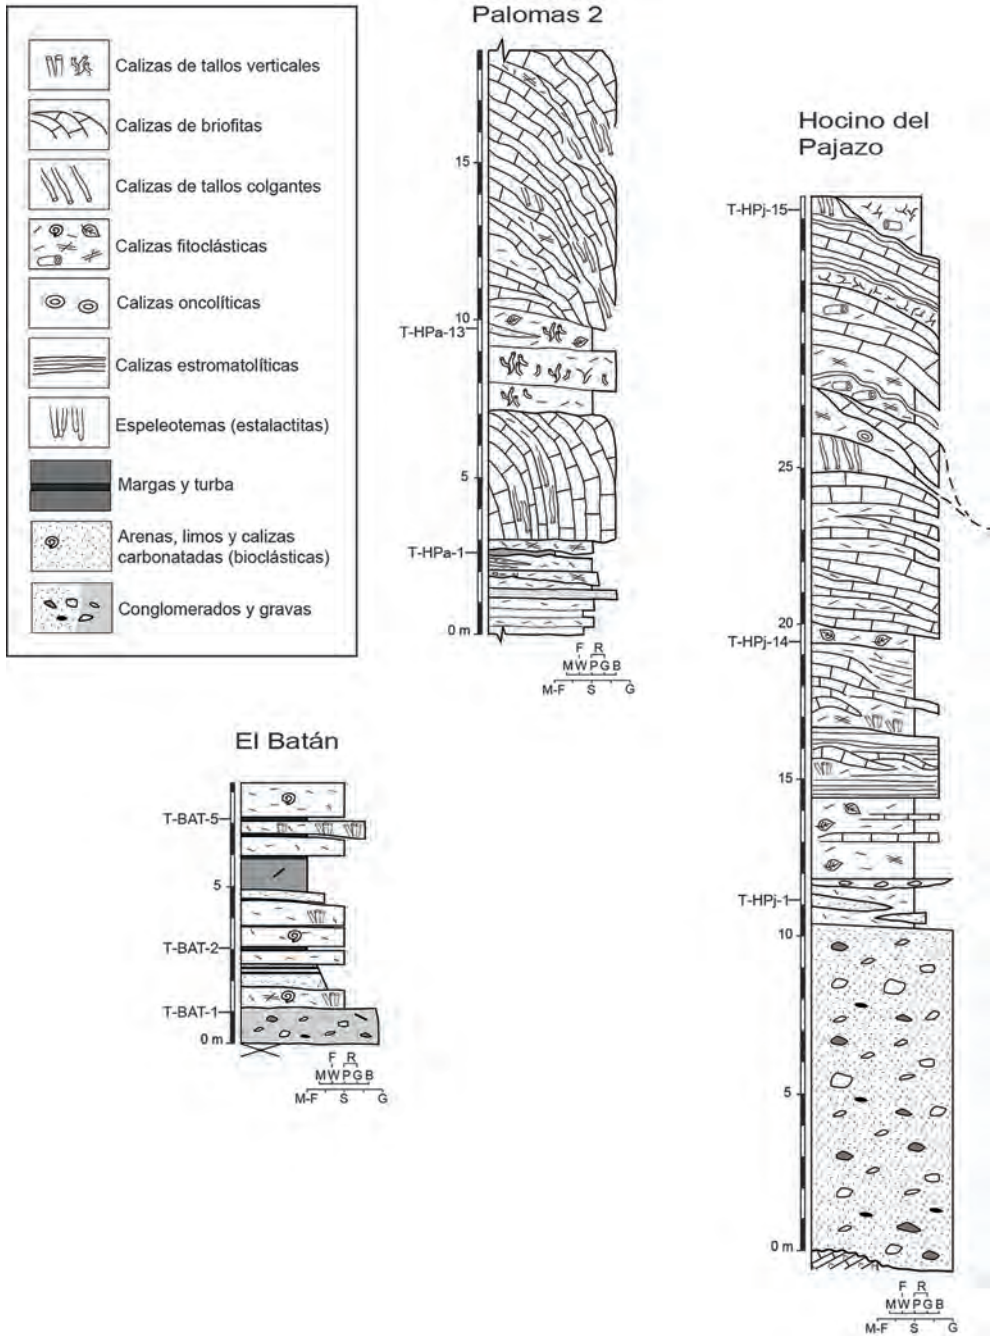 Calizas de tallos verticales
Calizas de briofitas
Calizas de tallos colgantes
Calizas fitoclásticas
Calizas oncolíticas
Calizas estromatolíticas
Espeleotemas (estalactitas)
Margas y turba
Arenas, limos y calizas
carbonatadas (bioclásticas)
Conglomerados y gravas
Palomas 2
15
10
T-HPa-13
5
T-HPa-1
0 m
F R
M W P G B
M-F S G
Hocino del
Pajazo
T-HPj-15
25
20
T-HPj-14
15
T-HPj-1
10
5
0 m
F R
M W P G B
M-F S G
El Batán
T-BAT-5
5
T-BAT-2
T-BAT-1
0 m
F R
M W P G B
M-F S G